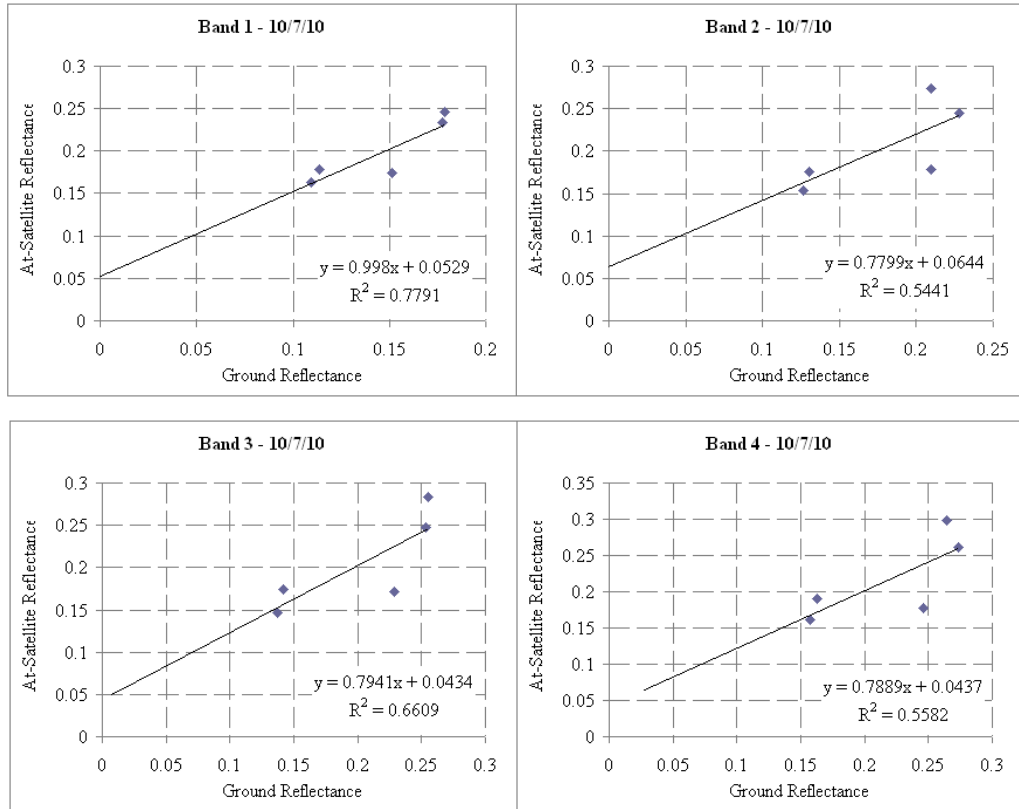 Band 1 - 10/7/10
At-Satellite Reflectance
0.3
0.25
0.2
0.15
0.1
0.05
0
y = 0.998x + 0.0529
R² = 0.7791
0 0.05 0.1 0.15 0.2
Ground Reflectance
Band 2 - 10/7/10
At-Satellite Reflectance
0.3
0.25
0.2
0.15
0.1
0.05
0
y = 0.7799x + 0.0644
R² = 0.5441
0 0.05 0.1 0.15 0.2 0.25
Ground Reflectance
Band 3 - 10/7/10
At-Satellite Reflectance
0.3
0.25
0.2
0.15
0.1
0.05
0
y = 0.7941x + 0.0434
R² = 0.6609
0 0.05 0.1 0.15 0.2 0.25 0.3
Ground Reflectance
Band 4 - 10/7/10
At-Satellite Reflectance
0.35
0.3
0.25
0.2
0.15
0.1
0.05
0
y = 0.7889x + 0.0437
R² = 0.5582
0 0.05 0.1 0.15 0.2 0.25 0.3
Ground Reflectance